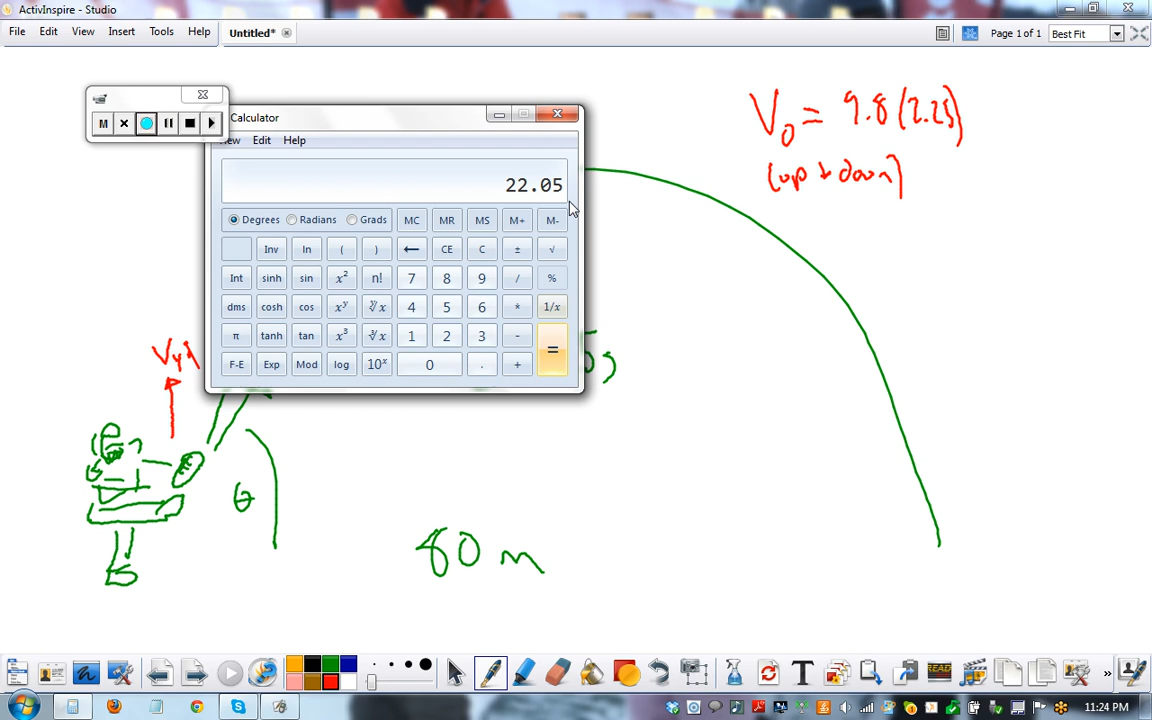 ActivInspire - Studio
File Edit View Insert Tools Help
Untitled*
Page 1 of 1
Best Fit
M
Calculator
Edit Help
22.05
Degrees Radians Grads
MC MR MS M+ M-
Inv ln ( ) ← CE C ± √
Int sinh sin x² n! 7 8 9 / %
dms cosh cos xʸ ʸ√x 4 5 6 * 1/x
π tanh tan x³ ³√x 1 2 3 - =
F-E Exp Mod log 10ˣ 0 . +
V₀ = 9.8(2.25)
(up + down)
θ
80 m
T
»
11:24 PM